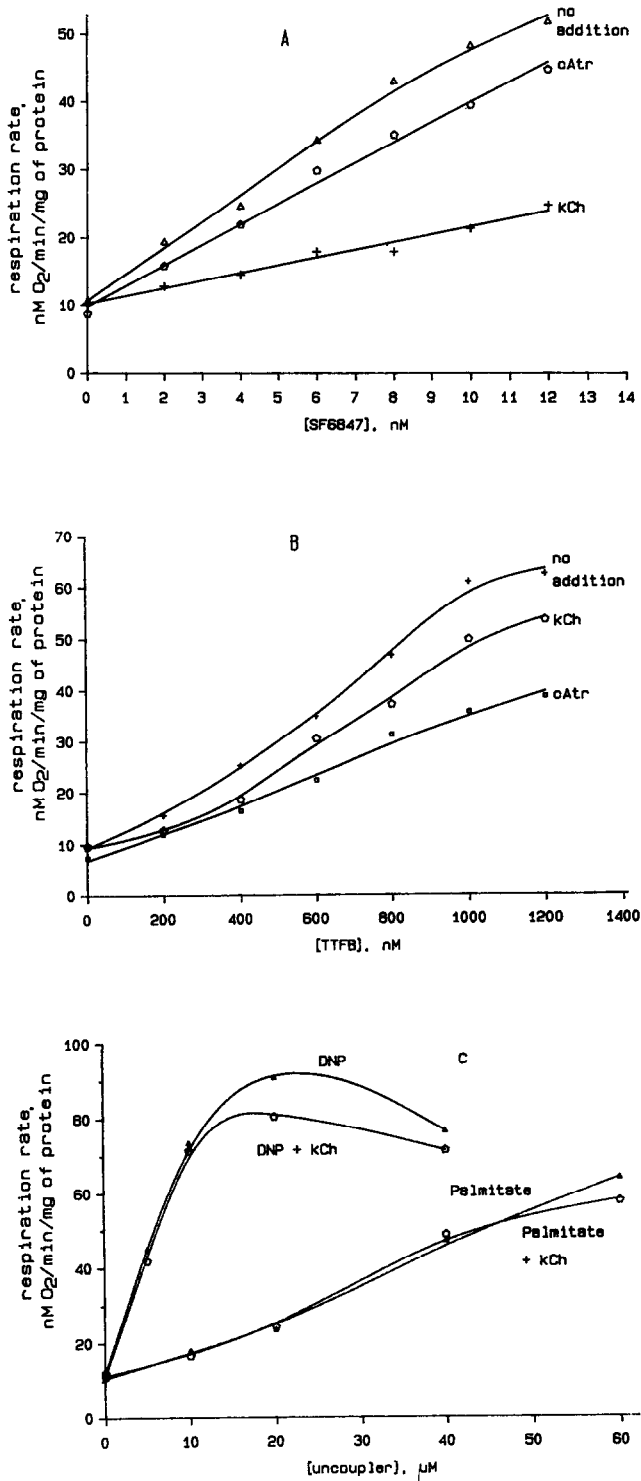 A
no
addition
cAtr
kCh
respiration rate,
nM O₂/min/mg of protein
50
40
30
20
10
0
0 1 2 3 4 5 6 7 8 9 10 11 12 13 14
[SF6847], nM
B
no
addition
kCh
cAtr
respiration rate,
nM O₂/min/mg of protein
70
60
50
40
30
20
10
0
0 200 400 600 800 1000 1200 1400
[TTFB], nM
C
DNP
DNP + kCh
Palmitate
Palmitate
+ kCh
respiration rate,
nM O₂/min/mg of protein
100
80
60
40
20
0
0 10 20 30 40 50 60
[uncoupler], μM